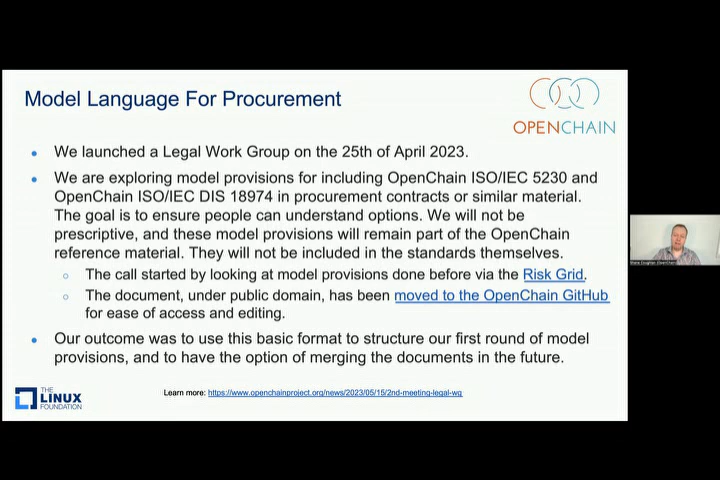 Model Language For Procurement
OPENCHAIN
We launched a Legal Work Group on the 25th of April 2023.
We are exploring model provisions for including OpenChain ISO/IEC 5230 and
OpenChain ISO/IEC DIS 18974 in procurement contracts or similar material.
The goal is to ensure people can understand options. We will not be
prescriptive, and these model provisions will remain part of the OpenChain
reference material. They will not be included in the standards themselves.
The call started by looking at model provisions done before via the Risk Grid.
The document, under public domain, has been moved to the OpenChain GitHub
for ease of access and editing.
Our outcome was to use this basic format to structure our first round of model
provisions, and to have the option of merging the documents in the future.
THE
LINUX
FOUNDATION
Learn more: https://www.openchainproject.org/news/2023/05/15/2nd-meeting-legal-wg